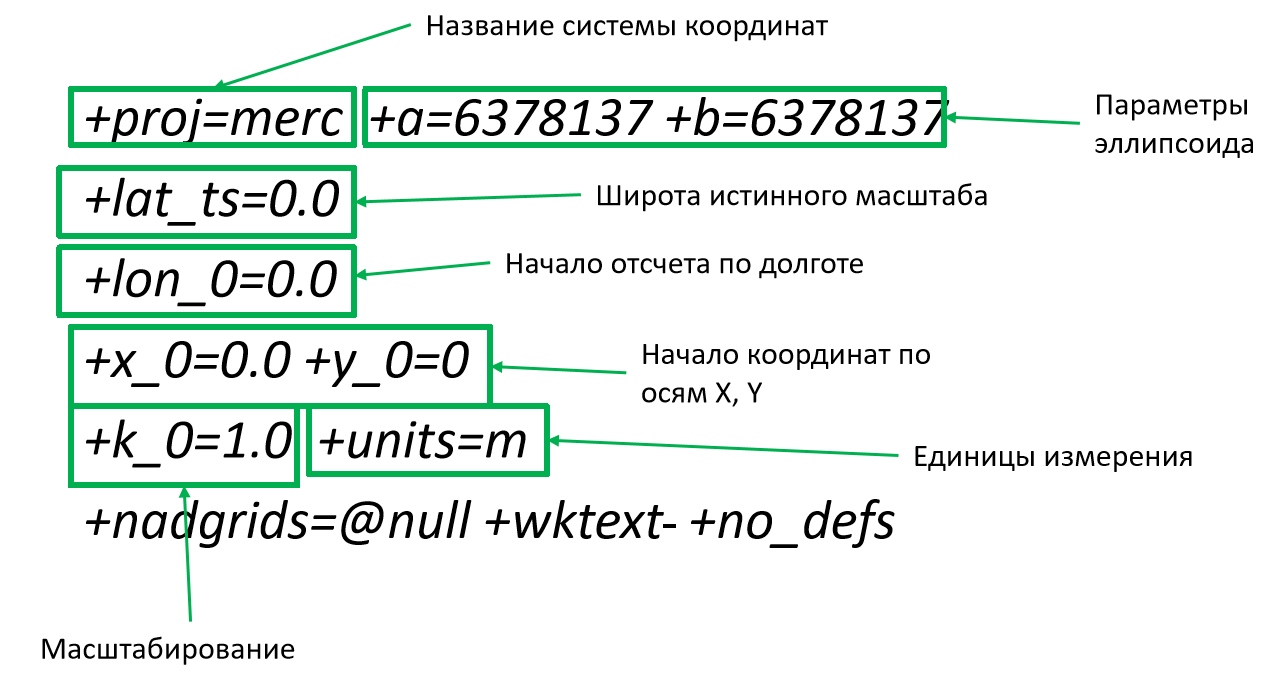 Название системы координат
+proj=merc +a=6378137 +b=6378137
Параметры
эллипсоида
+lat_ts=0.0
Широта истинного масштаба
+lon_0=0.0
Начало отсчета по долготе
+x_0=0.0 +y_0=0
Начало координат по
осям X, Y
+k_0=1.0 +units=m
Единицы измерения
+nadgrids=@null +wktext- +no_defs
Масштабирование